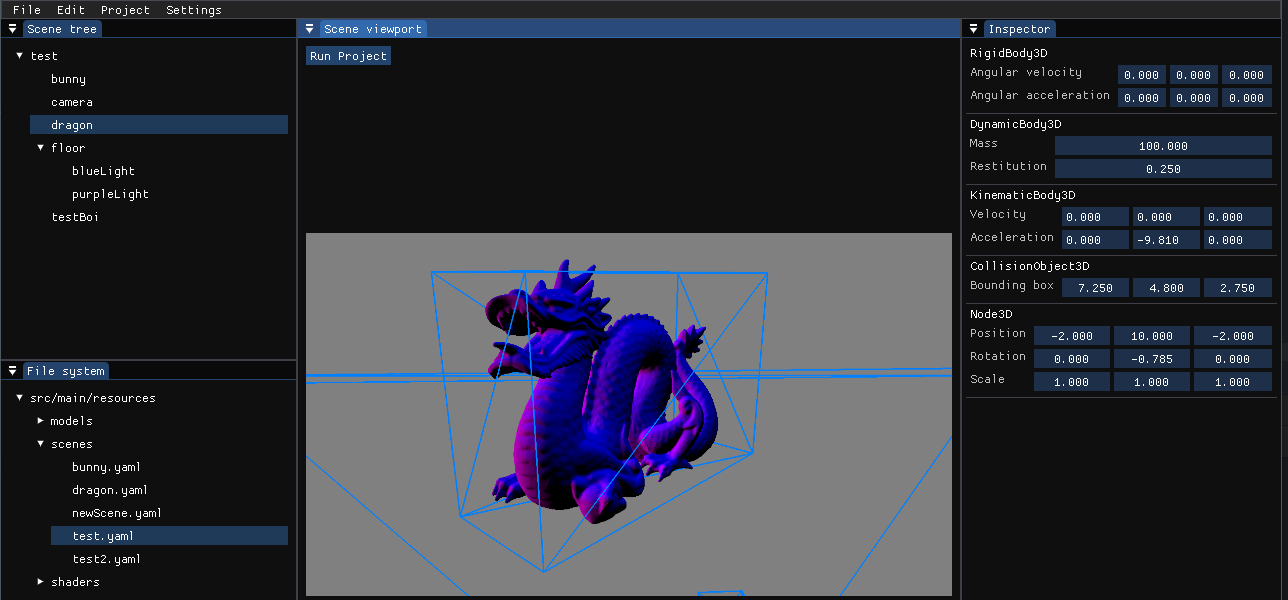 File Edit Project Settings
Scene tree
test
bunny
camera
dragon
floor
blueLight
purpleLight
testBoi
File system
src/main/resources
models
scenes
bunny.yaml
dragon.yaml
newScene.yaml
test.yaml
test2.yaml
shaders
Scene viewport
Run Project
Inspector
RigidBody3D
Angular velocity 0.000 0.000 0.000
Angular acceleration 0.000 0.000 0.000
DynamicBody3D
Mass 100.000
Restitution 0.250
KinematicBody3D
Velocity 0.000 0.000 0.000
Acceleration 0.000 -9.810 0.000
CollisionObject3D
Bounding box 7.250 4.800 2.750
Node3D
Position -2.000 10.000 -2.000
Rotation 0.000 -0.785 0.000
Scale 1.000 1.000 1.000